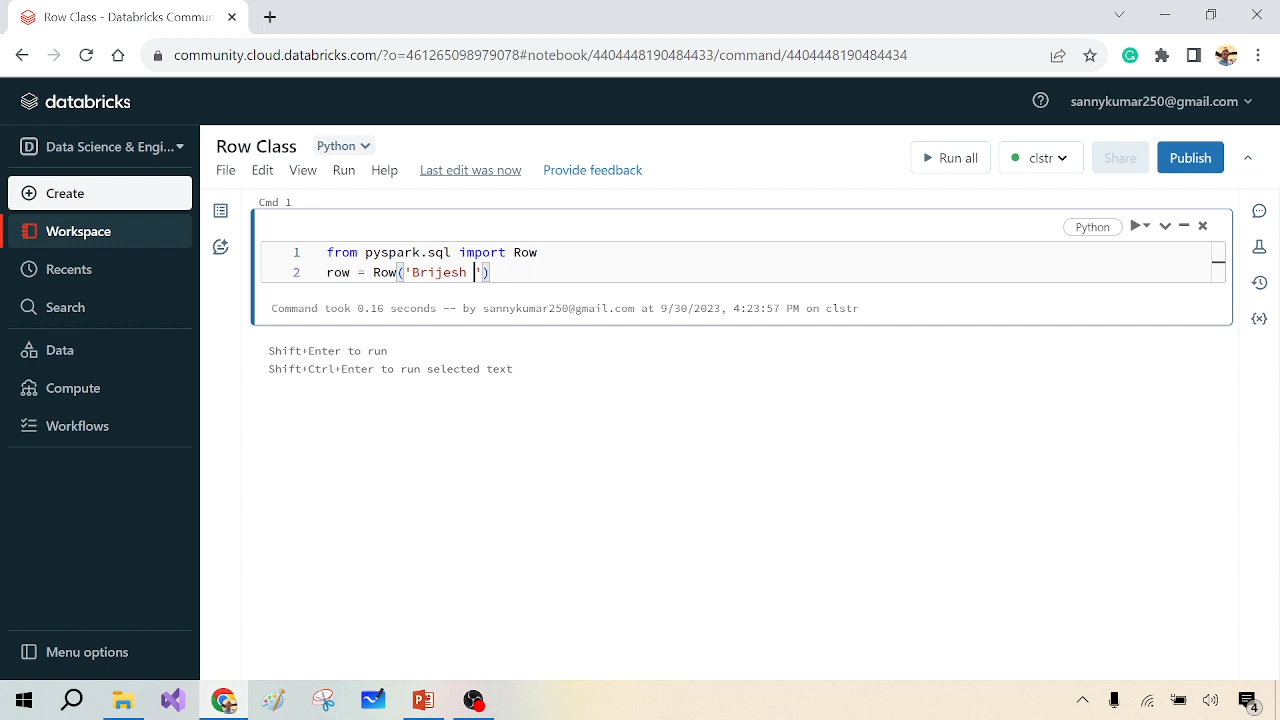 Row Class - Databricks Commun
community.cloud.databricks.com/?o=461265098979078#notebook/4404448190484433/command/4404448190484434
databricks
sannykumar250@gmail.com
D Data Science & Engi...
Row Class
Python
File Edit View Run Help Last edit was now Provide feedback
Run all
clstr
Share
Publish
Create
Workspace
Recents
Search
Data
Compute
Workflows
Menu options
Cmd 1
Python
1 from pyspark.sql import Row
2 row = Row('Brijesh ')
Command took 0.16 seconds -- by sannykumar250@gmail.com at 9/30/2023, 4:23:57 PM on clstr
Shift+Enter to run
Shift+Ctrl+Enter to run selected text
4